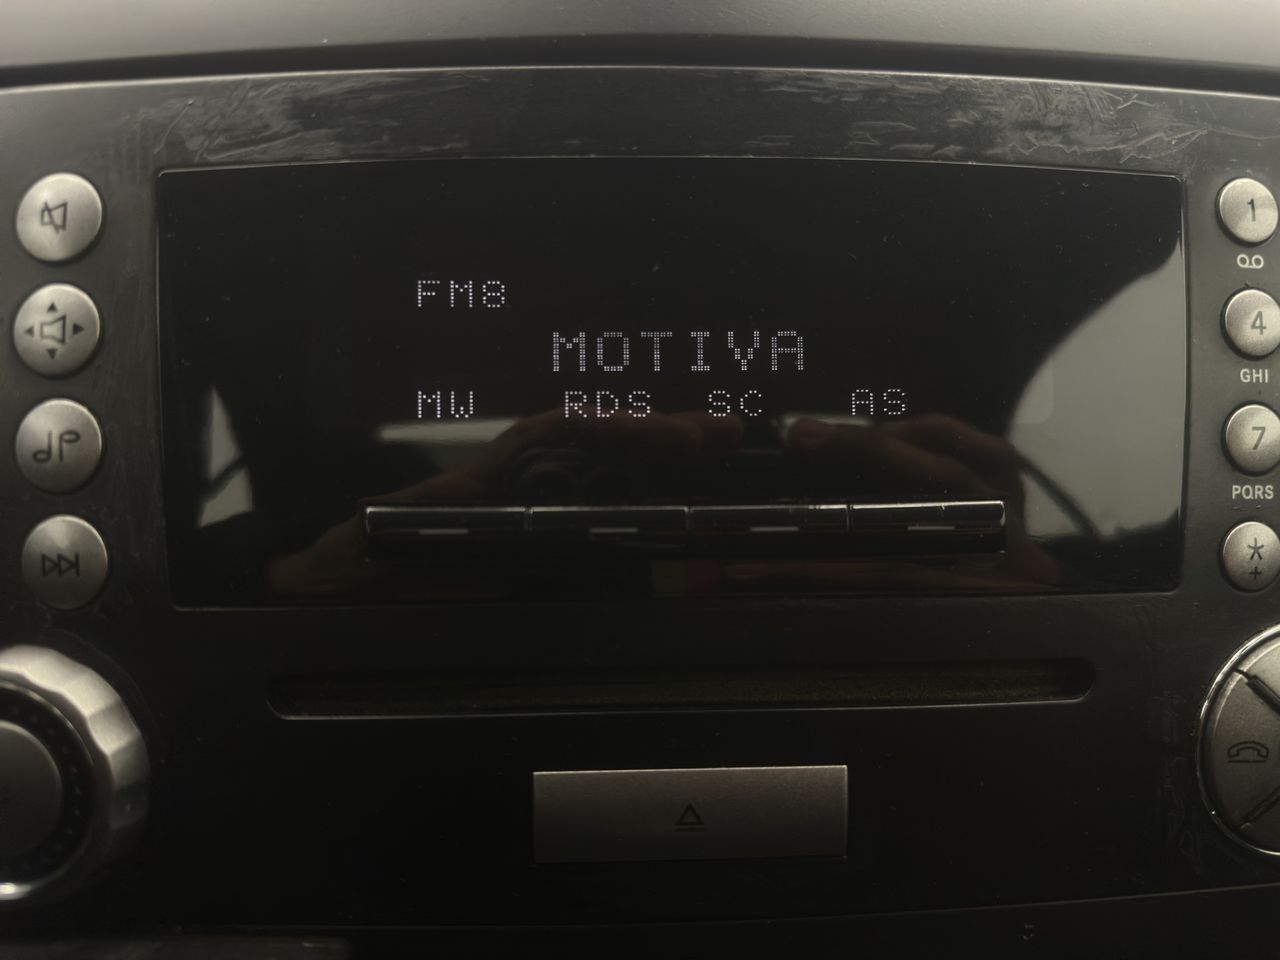 FM8
MOTIVA
MW RDS SC AS
1
4
GHI
7
PQRS
*
+